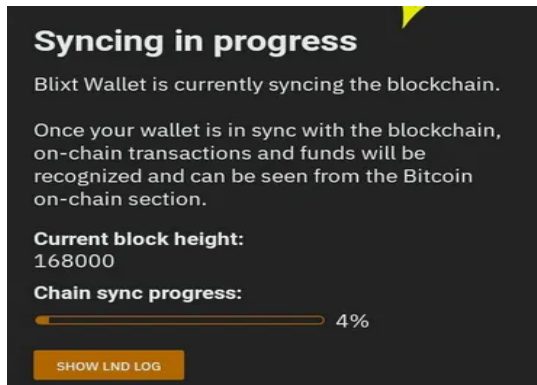 Syncing in progress
Blixt Wallet is currently syncing the blockchain.
Once your wallet is in sync with the blockchain,
on-chain transactions and funds will be
recognized and can be seen from the Bitcoin
on-chain section.
Current block height:
168000
Chain sync progress:
4%
SHOW LND LOG